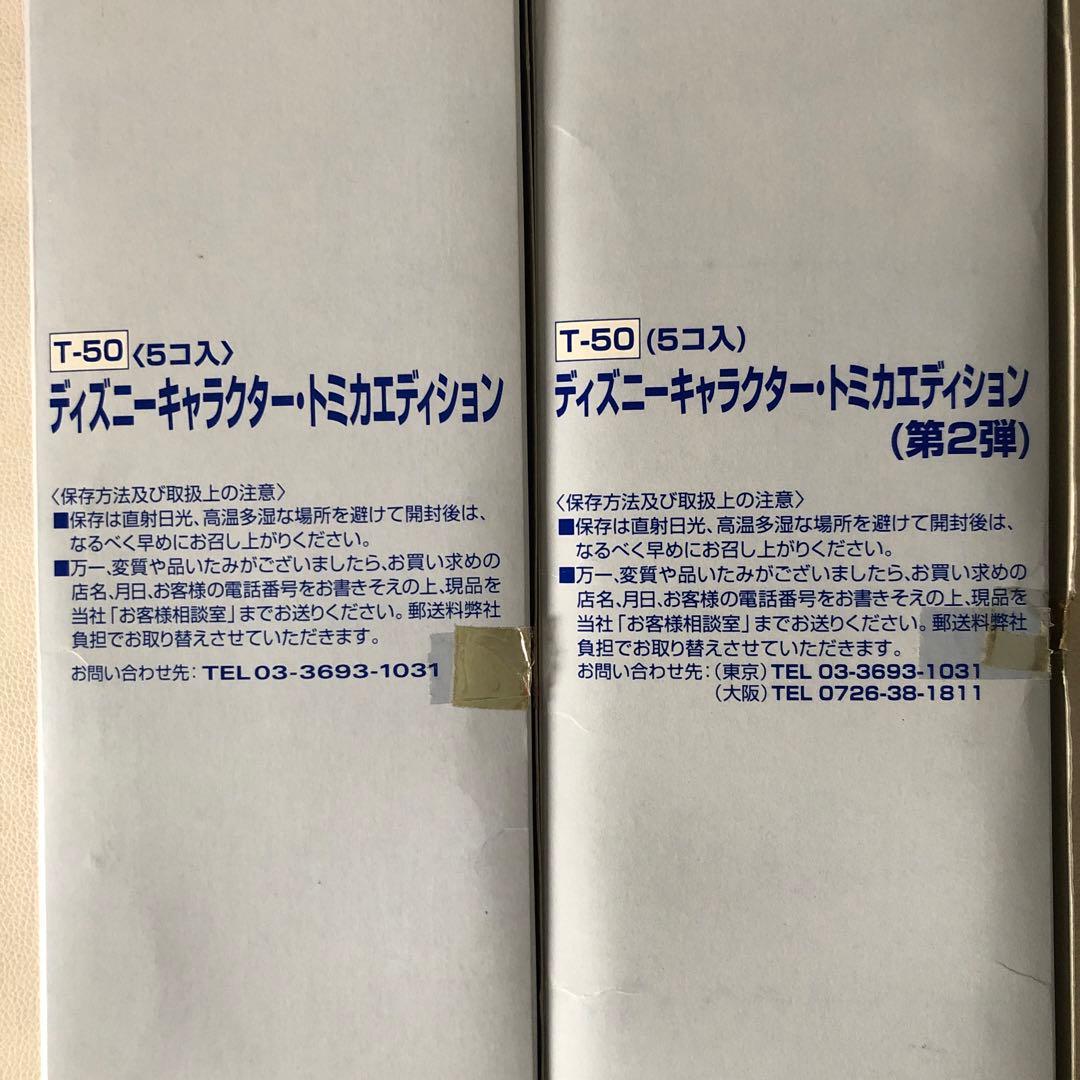 T-50〈5コ入〉
ディズニーキャラクター・トミカエディション
〈保存方法及び取扱上の注意〉
■保存は直射日光、高温多湿な場所を避けて開封後は、
なるべく早めにお召し上がりください。
■万一、変質や品いたみがございましたら、お買い求めの
店名、月日、お客様の電話番号をお書きそえの上、現品を
当社「お客様相談室」までお送りください。郵送料弊社
負担でお取り替えさせていただきます。
お問い合わせ先：TEL 03-3693-1031
T-50(5コ入)
ディズニーキャラクター・トミカエディション
(第2弾)
〈保存方法及び取扱上の注意〉
■保存は直射日光、高温多湿な場所を避けて開封後は、
なるべく早めにお召し上がりください。
■万一、変質や品いたみがございましたら、お買い求めの
店名、月日、お客様の電話番号をお書きそえの上、現品を
当社「お客様相談室」までお送りください。郵送料弊社
負担でお取り替えさせていただきます。
お問い合わせ先：(東京)TEL 03-3693-1031
(大阪)TEL 0726-38-1811